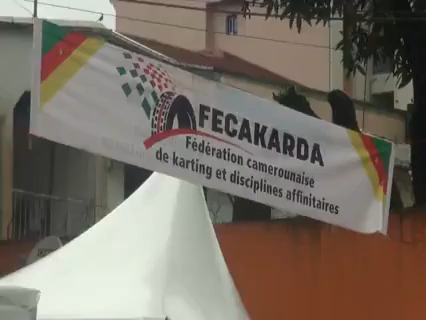 FECAKARDA
Fédération camerounaise
de karting et disciplines affinitaires